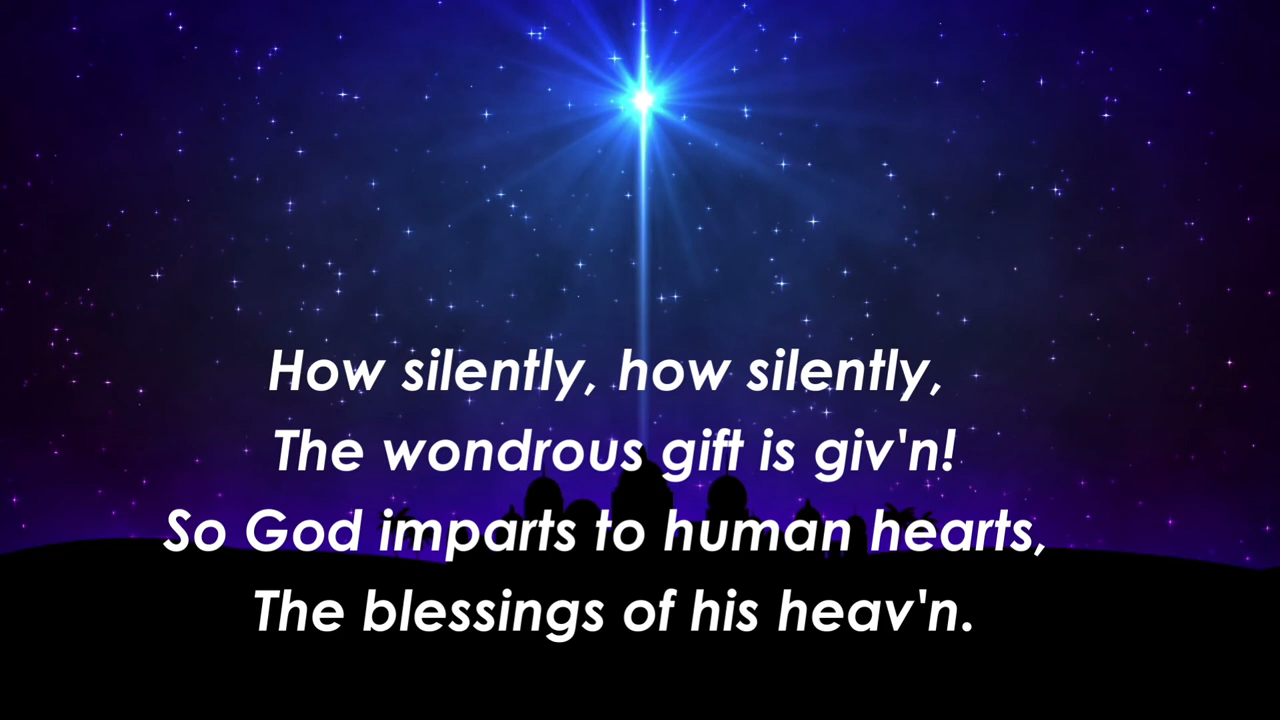 How silently, how silently,
The wondrous gift is giv'n!
So God imparts to human hearts,
The blessings of his heav'n.